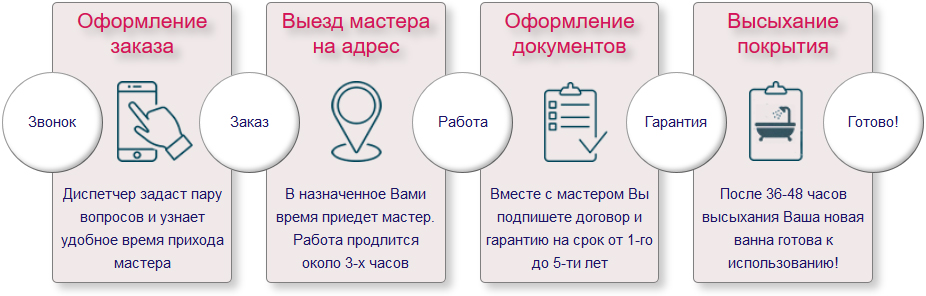 Звонок
Оформление
заказа
Диспетчер задаст пару
вопросов и узнает
удобное время прихода
мастера
Заказ
Выезд мастера
на адрес
В назначенное Вами
время приедет мастер.
Работа продлится
около 3-х часов
Работа
Оформление
документов
Вместе с мастером Вы
подпишете договор и
гарантию на срок от 1-го
до 5-ти лет
Гарантия
Высыхание
покрытия
После 36-48 часов
высыхания Ваша новая
ванна готова к
использованию!
Готово!